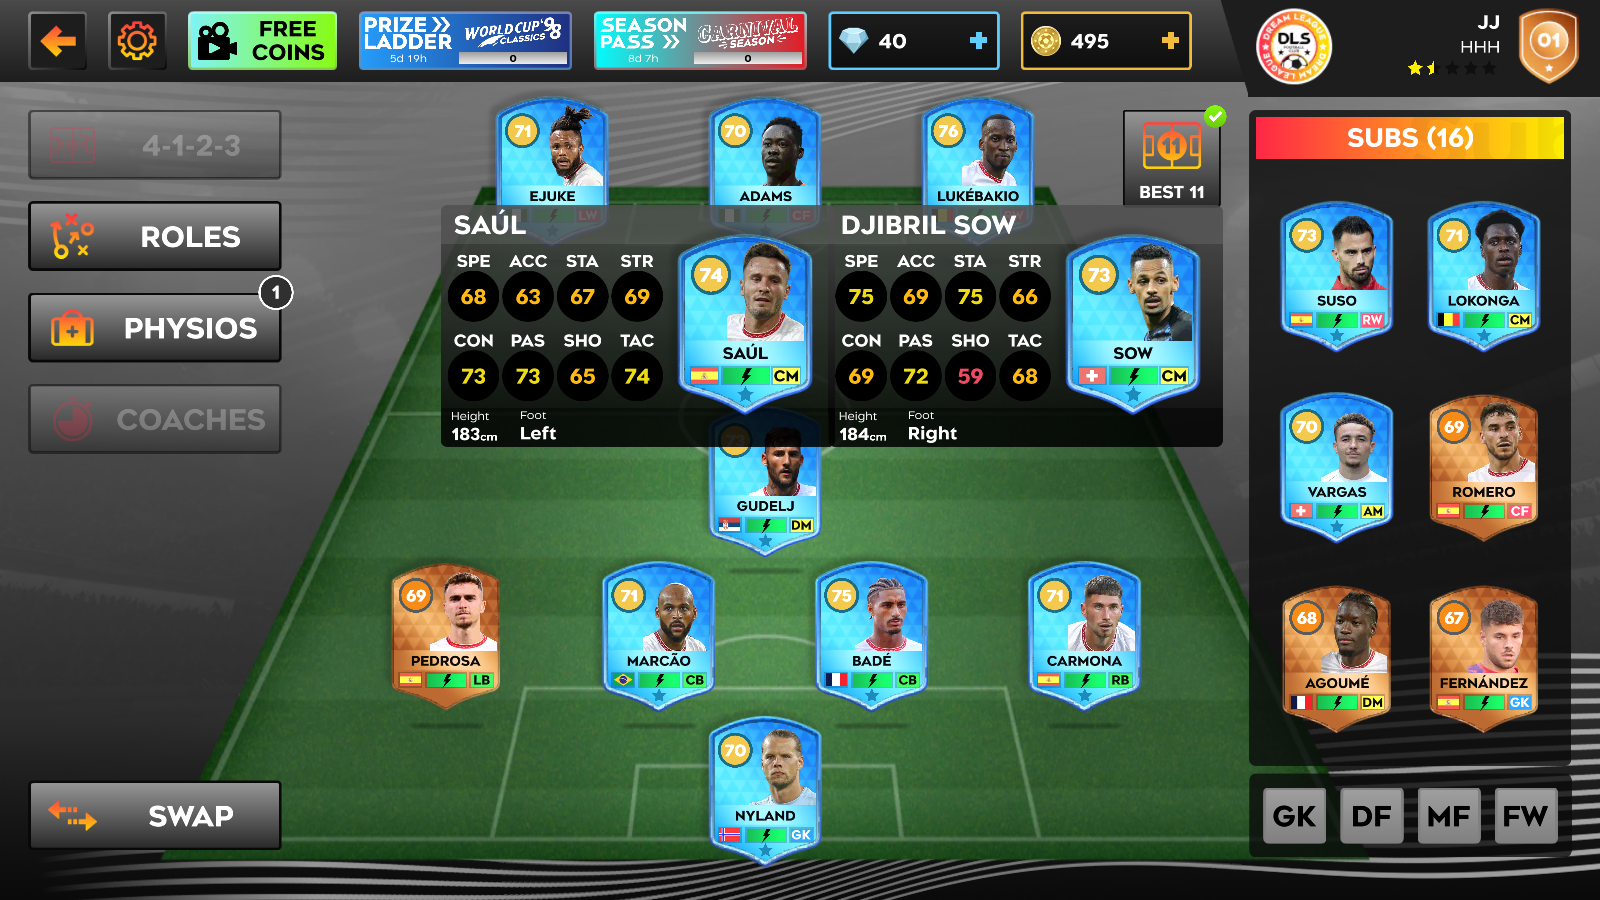 FREE COINS
PRIZE LADDER
5d 19h
WORLD CUP '98 CLASSICS
0
SEASON PASS
8d 7h
CARNIVAL SEASON
0
40
495
DREAM LEAGUE
DLS
DREAM LEAGUE
JJ
HHH
01
4-1-2-3
ROLES
PHYSIOS
1
COACHES
SWAP
71
EJUKE
LW
70
ADAMS
CF
76
LUKÉBAKIO
11
BEST 11
SAÚL
SPE ACC STA STR
68 63 67 69
CON PAS SHO TAC
73 73 65 74
Height
183cm
Foot
Left
74
SAÚL
CM
DJIBRIL SOW
SPE ACC STA STR
75 69 75 66
CON PAS SHO TAC
69 72 59 68
Height
184cm
Foot
Right
73
SOW
CM
73
GUDELJ
DM
69
PEDROSA
LB
71
MARCÃO
CB
75
BADÉ
CB
71
CARMONA
RB
70
NYLAND
GK
SUBS (16)
73
SUSO
RW
71
LOKONGA
CM
70
VARGAS
AM
69
ROMERO
CF
68
AGOUMÉ
DM
67
FERNÁNDEZ
GK
GK DF MF FW